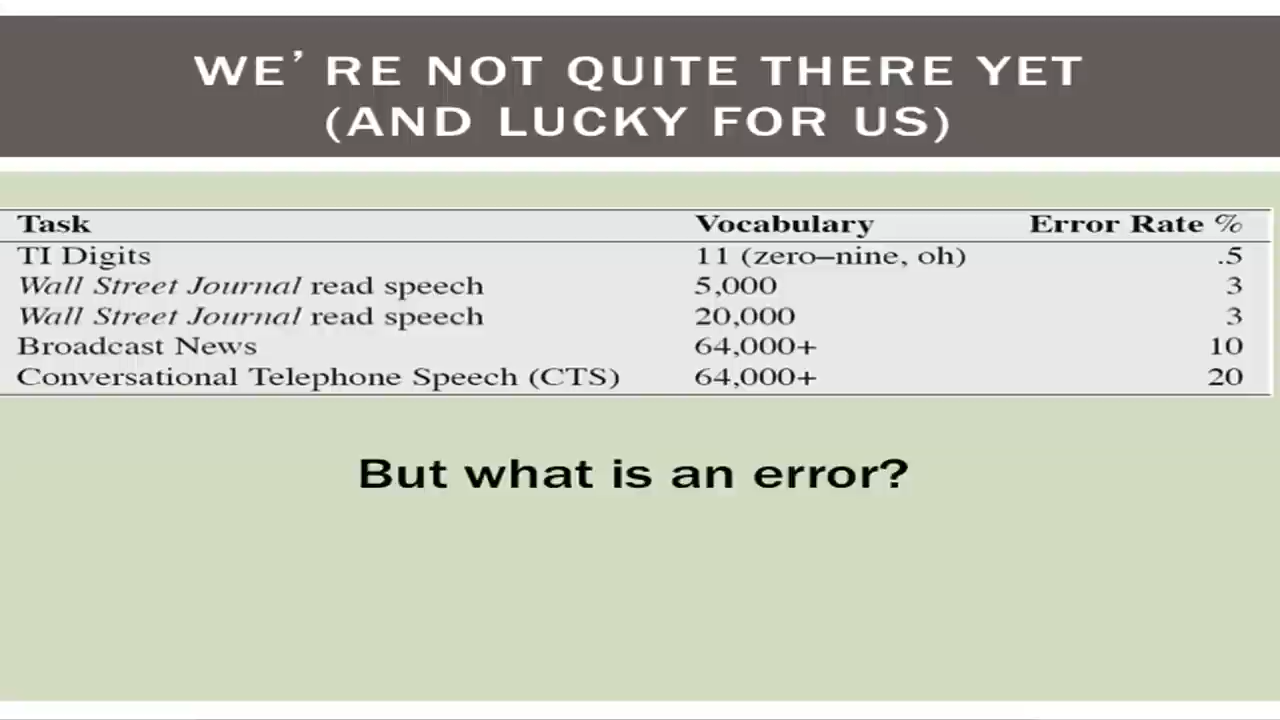 WE’RE NOT QUITE THERE YET
(AND LUCKY FOR US)
Task Vocabulary Error Rate %
TI Digits 11 (zero–nine, oh) .5
Wall Street Journal read speech 5,000 3
Wall Street Journal read speech 20,000 3
Broadcast News 64,000+ 10
Conversational Telephone Speech (CTS) 64,000+ 20
But what is an error?